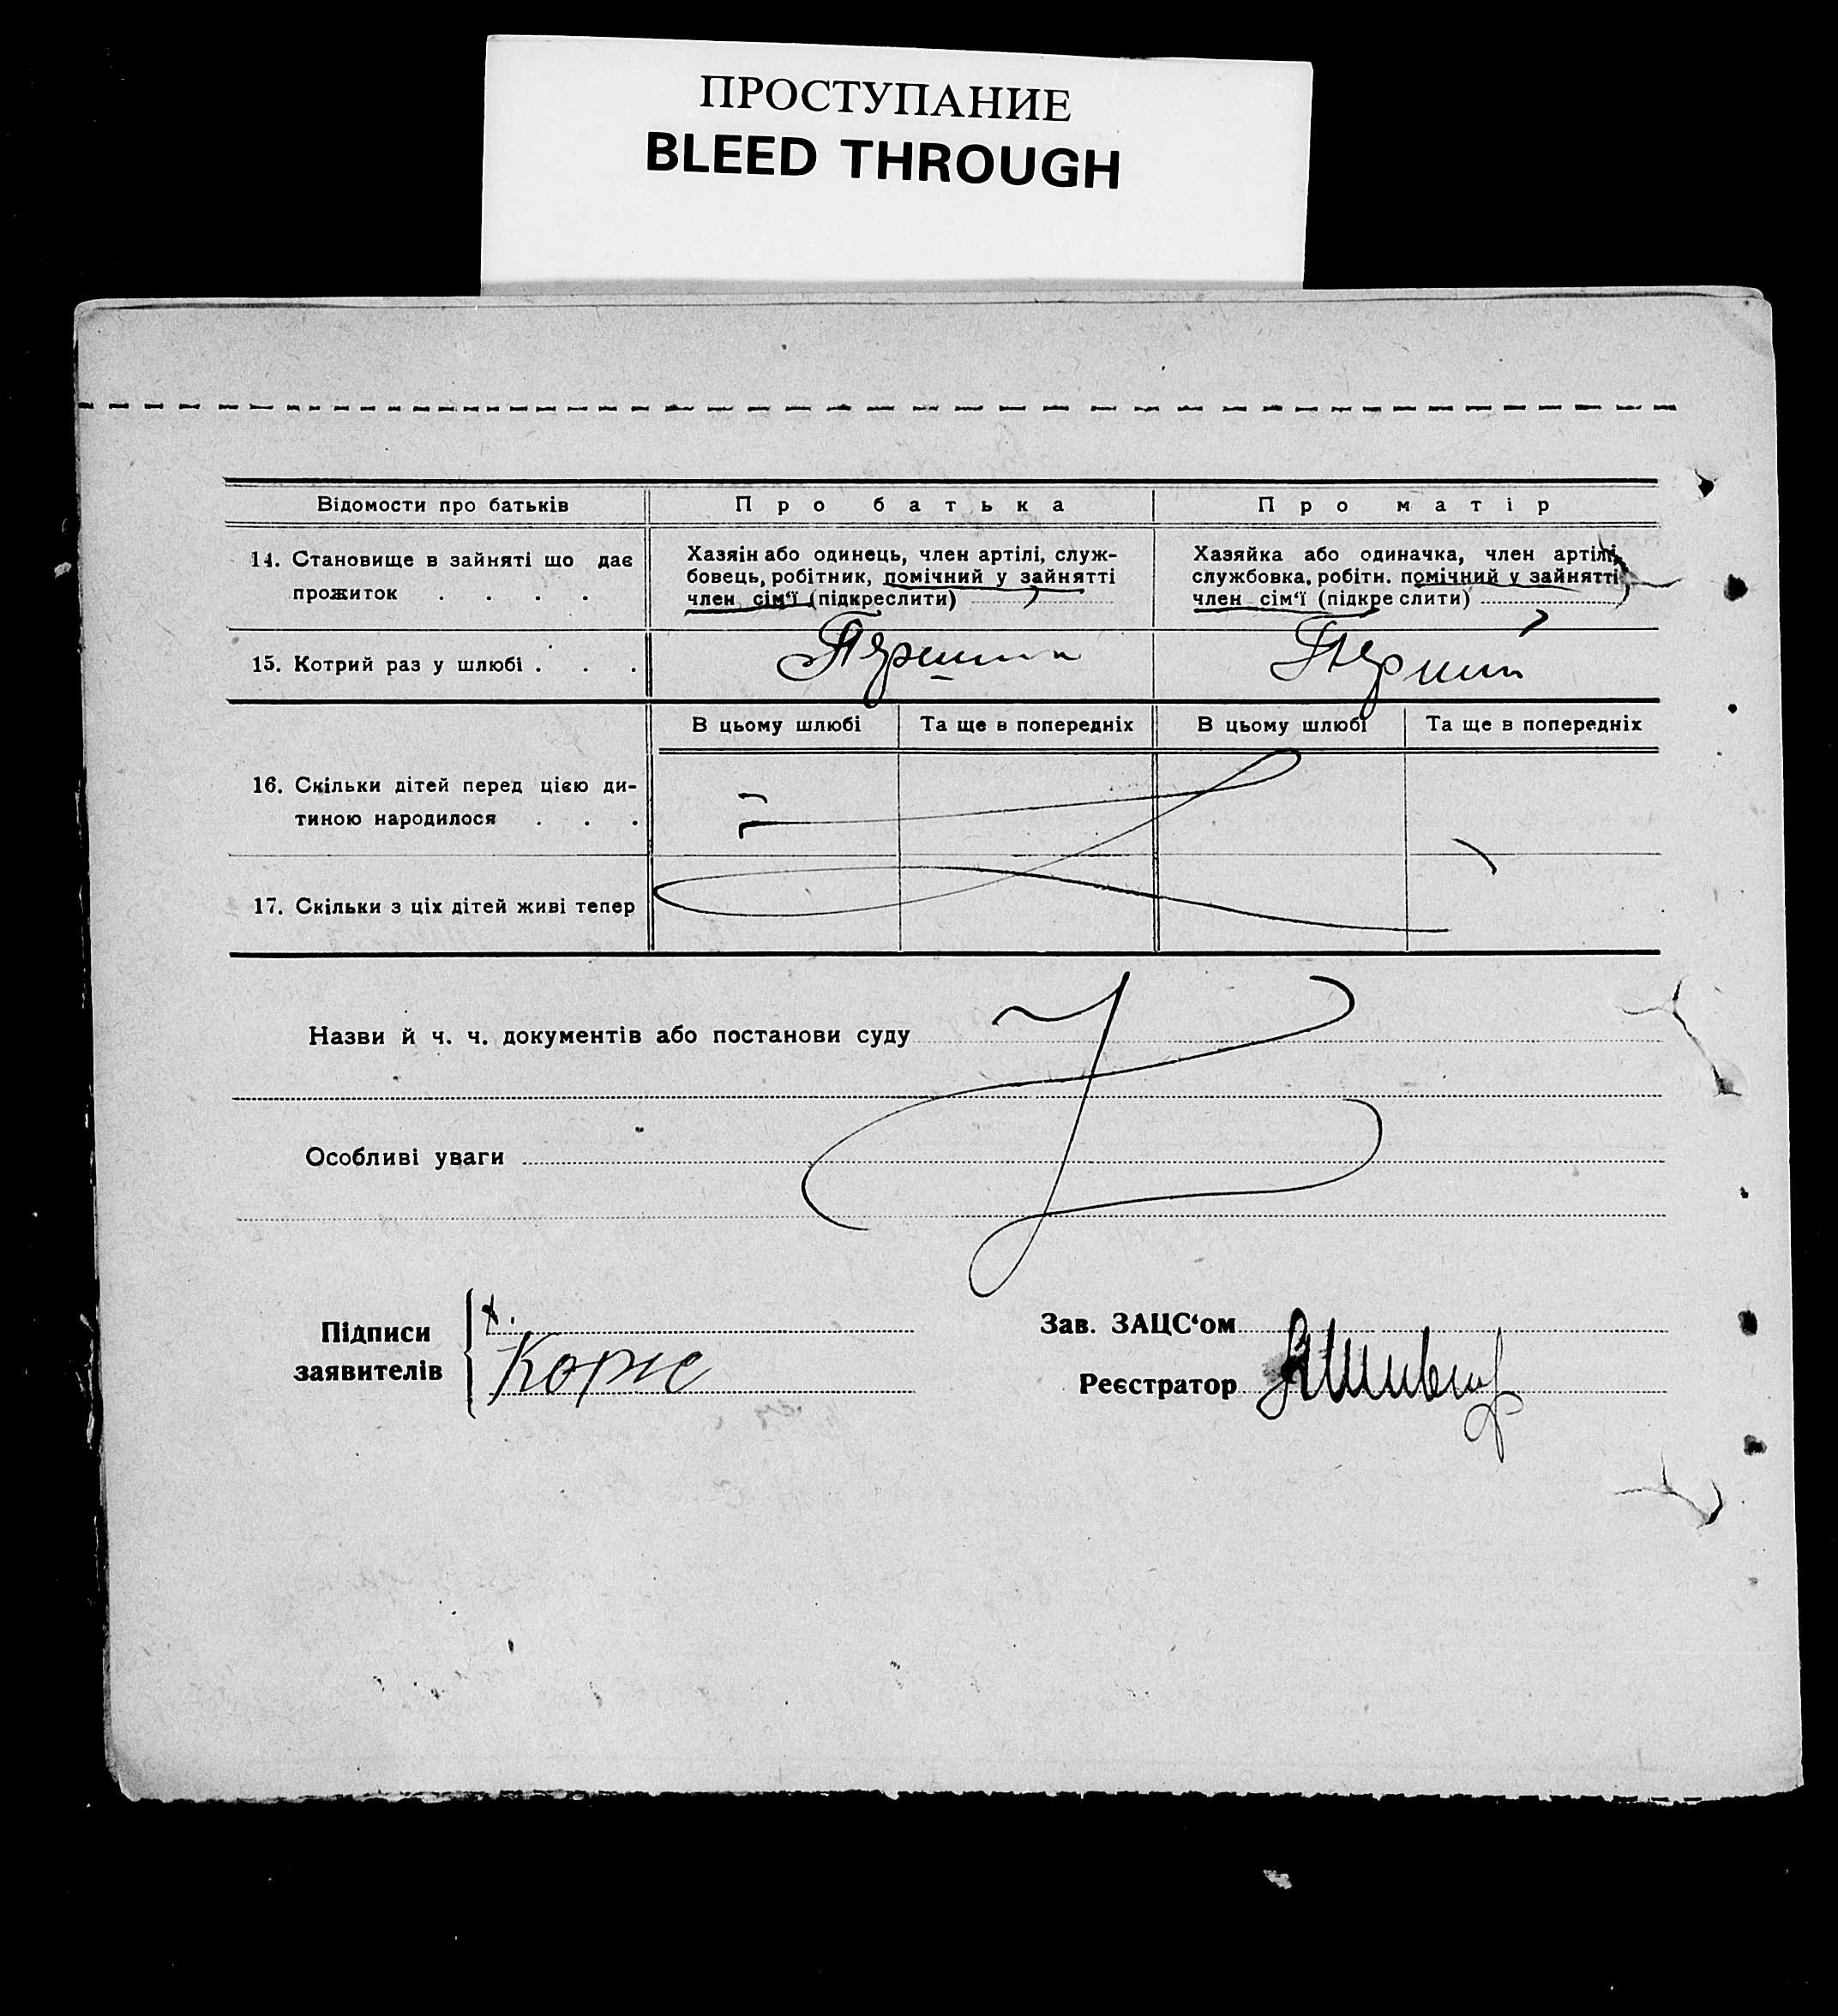 ПРОСТУПАНИЕ
BLEED THROUGH
Відомости про батьків
Про батька
Про матір
14. Становище в зайняті що дає
прожиток . . . .
Хазяін або одинець, член артілі, служ-
бовець, робітник, помічний у зайнятті
член сім‘ї (підкреслити)
Хазяйка або одиначка, член артілі,
службовка, робітн. помічний у зайнятті
член сім‘ї (підкреслити)
15. Котрий раз у шлюбі . . .
Перший
Перший
В цьому шлюбі
Та ще в попередніх
В цьому шлюбі
Та ще в попередніх
16. Скільки дітей перед цією ди-
тиною народилося . . .
17. Скільки з ціх дітей живі тепер
Назви й ч. ч. документів або постанови суду
Особливі уваги
Підписи
заявителів
Корж
Зав. ЗАЦС‘ом
Реєстратор